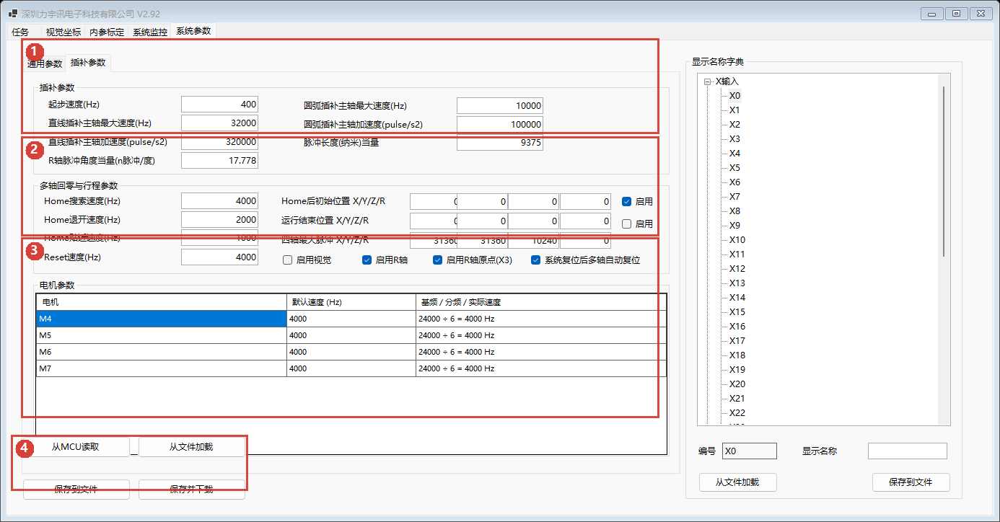 深圳力宇讯电子科技有限公司 V2.92
任务 视觉坐标 内参标定 系统监控 系统参数
1
通用参数 插补参数
插补参数
起步速度(Hz) 400 圆弧插补主轴最大速度(Hz) 10000
直线插补主轴最大速度(Hz) 32000 圆弧插补主轴加速度(pulse/s2) 100000
2
直线插补主轴加速度(pulse/s2) 320000 脉冲长度(纳米)当量 9375
R轴脉冲角度当量(n脉冲/度) 17.778
多轴回零与行程参数
Home搜索速度(Hz) 4000 Home后初始位置 X/Y/Z/R 0 0 0 0 启用
Home退开速度(Hz) 2000 运行结束位置 X/Y/Z/R 0 0 0 0 启用
Home贴近速度(Hz) 1000 四轴最大脉冲 X/Y/Z/R 31360 31360 10240 0
3
Reset速度(Hz) 4000 启用视觉 启用R轴 启用R轴原点(X3) 系统复位后多轴自动复位
电机参数
电机 默认速度 (Hz) 基频 / 分频 / 实际速度
M4 4000 24000 ÷ 6 = 4000 Hz
M5 4000 24000 ÷ 6 = 4000 Hz
M6 4000 24000 ÷ 6 = 4000 Hz
M7 4000 24000 ÷ 6 = 4000 Hz
4
从MCU读取 从文件加载
保存到文件 保存并下载
显示名称字典
X输入
X0
X1
X2
X3
X4
X5
X6
X7
X8
X9
X10
X11
X12
X13
X14
X15
X16
X17
X18
X19
X20
X21
X22
编号 X0 显示名称
从文件加载 保存到文件